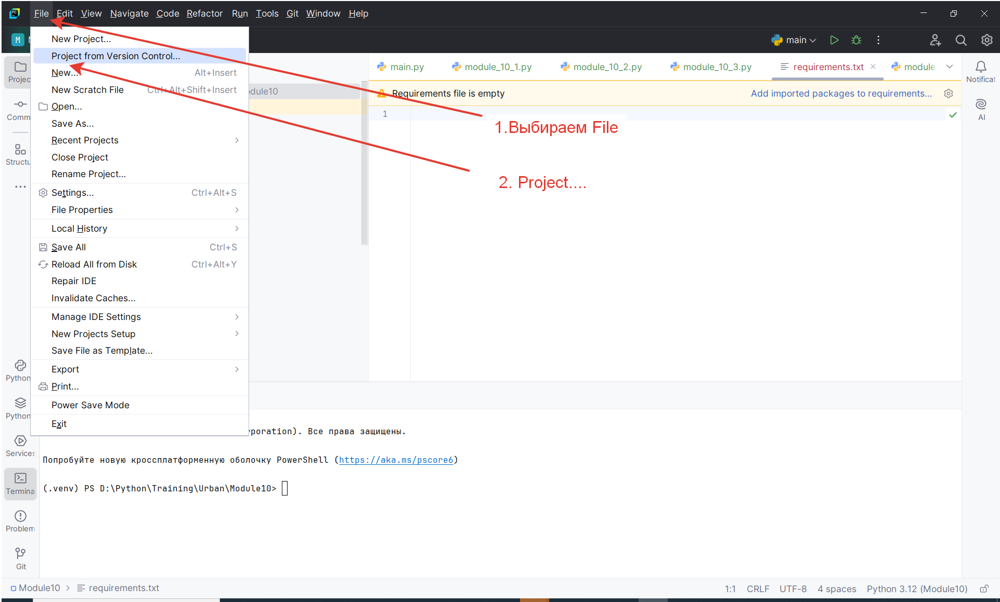 File Edit View Navigate Code Refactor Run Tools Git Window Help
M
main
New Project...
Project from Version Control...
New... Alt+Insert
New Scratch File Ctrl+Alt+Shift+Insert
Open...
Save As...
Recent Projects
Close Project
Rename Project...
Settings... Ctrl+Alt+S
File Properties
Local History
Save All Ctrl+S
Reload All from Disk Ctrl+Alt+Y
Repair IDE
Invalidate Caches...
Manage IDE Settings
New Projects Setup
Save File as Template...
Export
Print...
Power Save Mode
Exit
Projec
Comm
Structu
Python
Python
Services
Termina
Problem
Git
dule10
main.py module_10_1.py module_10_2.py module_10_3.py requirements.txt module
Requirements file is empty Add imported packages to requirements...
1
1.Выбираем File
2. Project....
Notificat
AI
rporation). Все права защищены.
Попробуйте новую кроссплатформенную оболочку PowerShell (https://aka.ms/pscore6)
(.venv) PS D:\Python\Training\Urban\Module10>
Module10 > requirements.txt
1:1 CRLF UTF-8 4 spaces Python 3.12 (Module10)